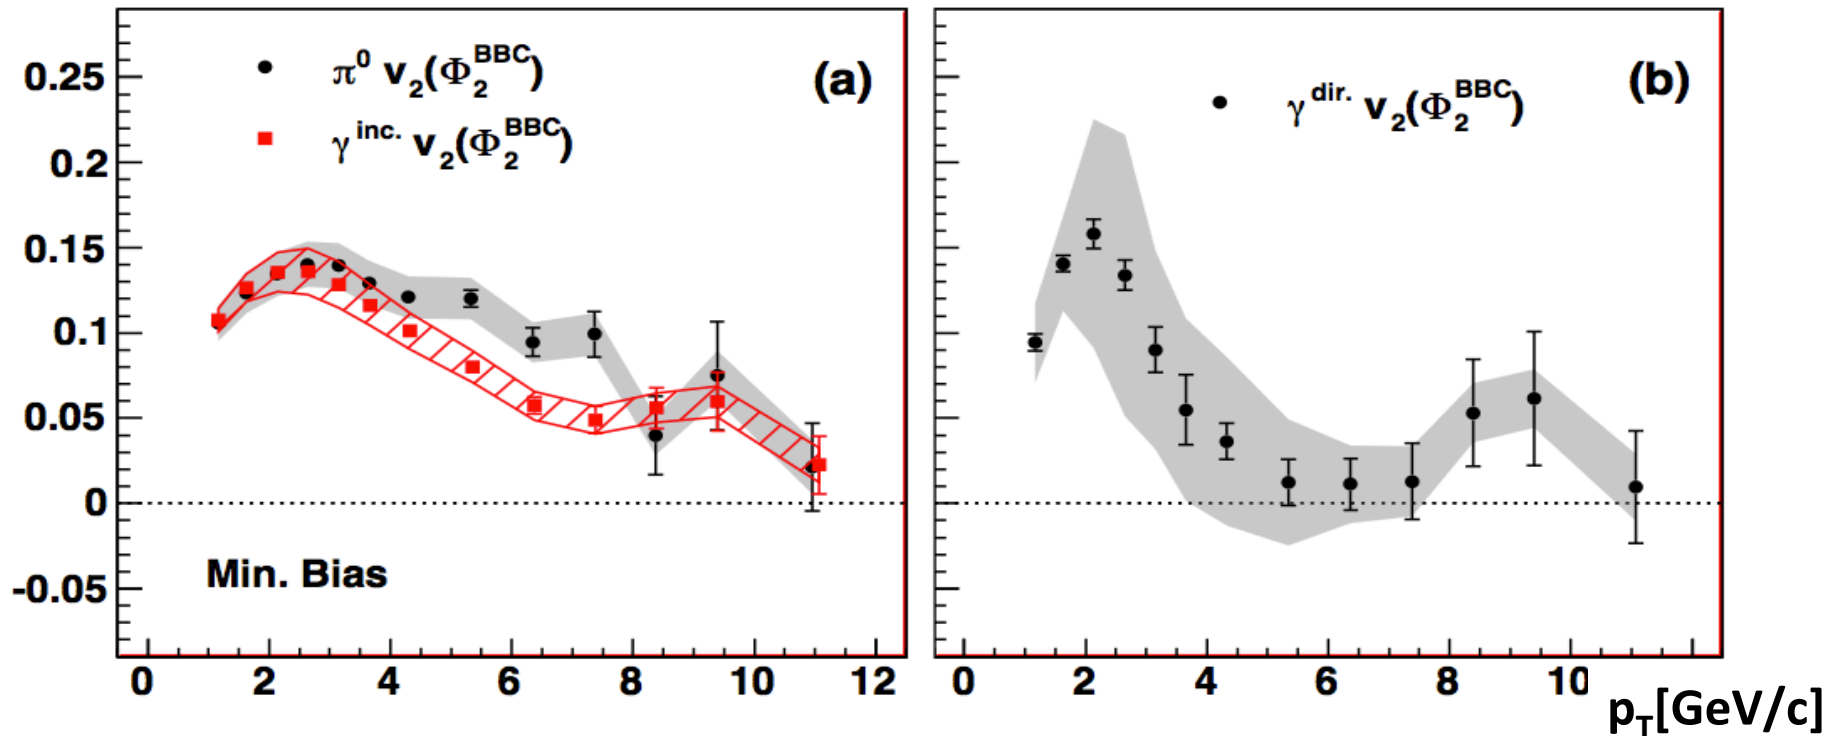 π⁰ v₂(Φ₂^BBC)
γ^inc. v₂(Φ₂^BBC)
(a)
Min. Bias
0.25
0.2
0.15
0.1
0.05
0
-0.05
0 2 4 6 8 10 12
γ^dir. v₂(Φ₂^BBC)
(b)
0 2 4 6 8 10
p_T[GeV/c]